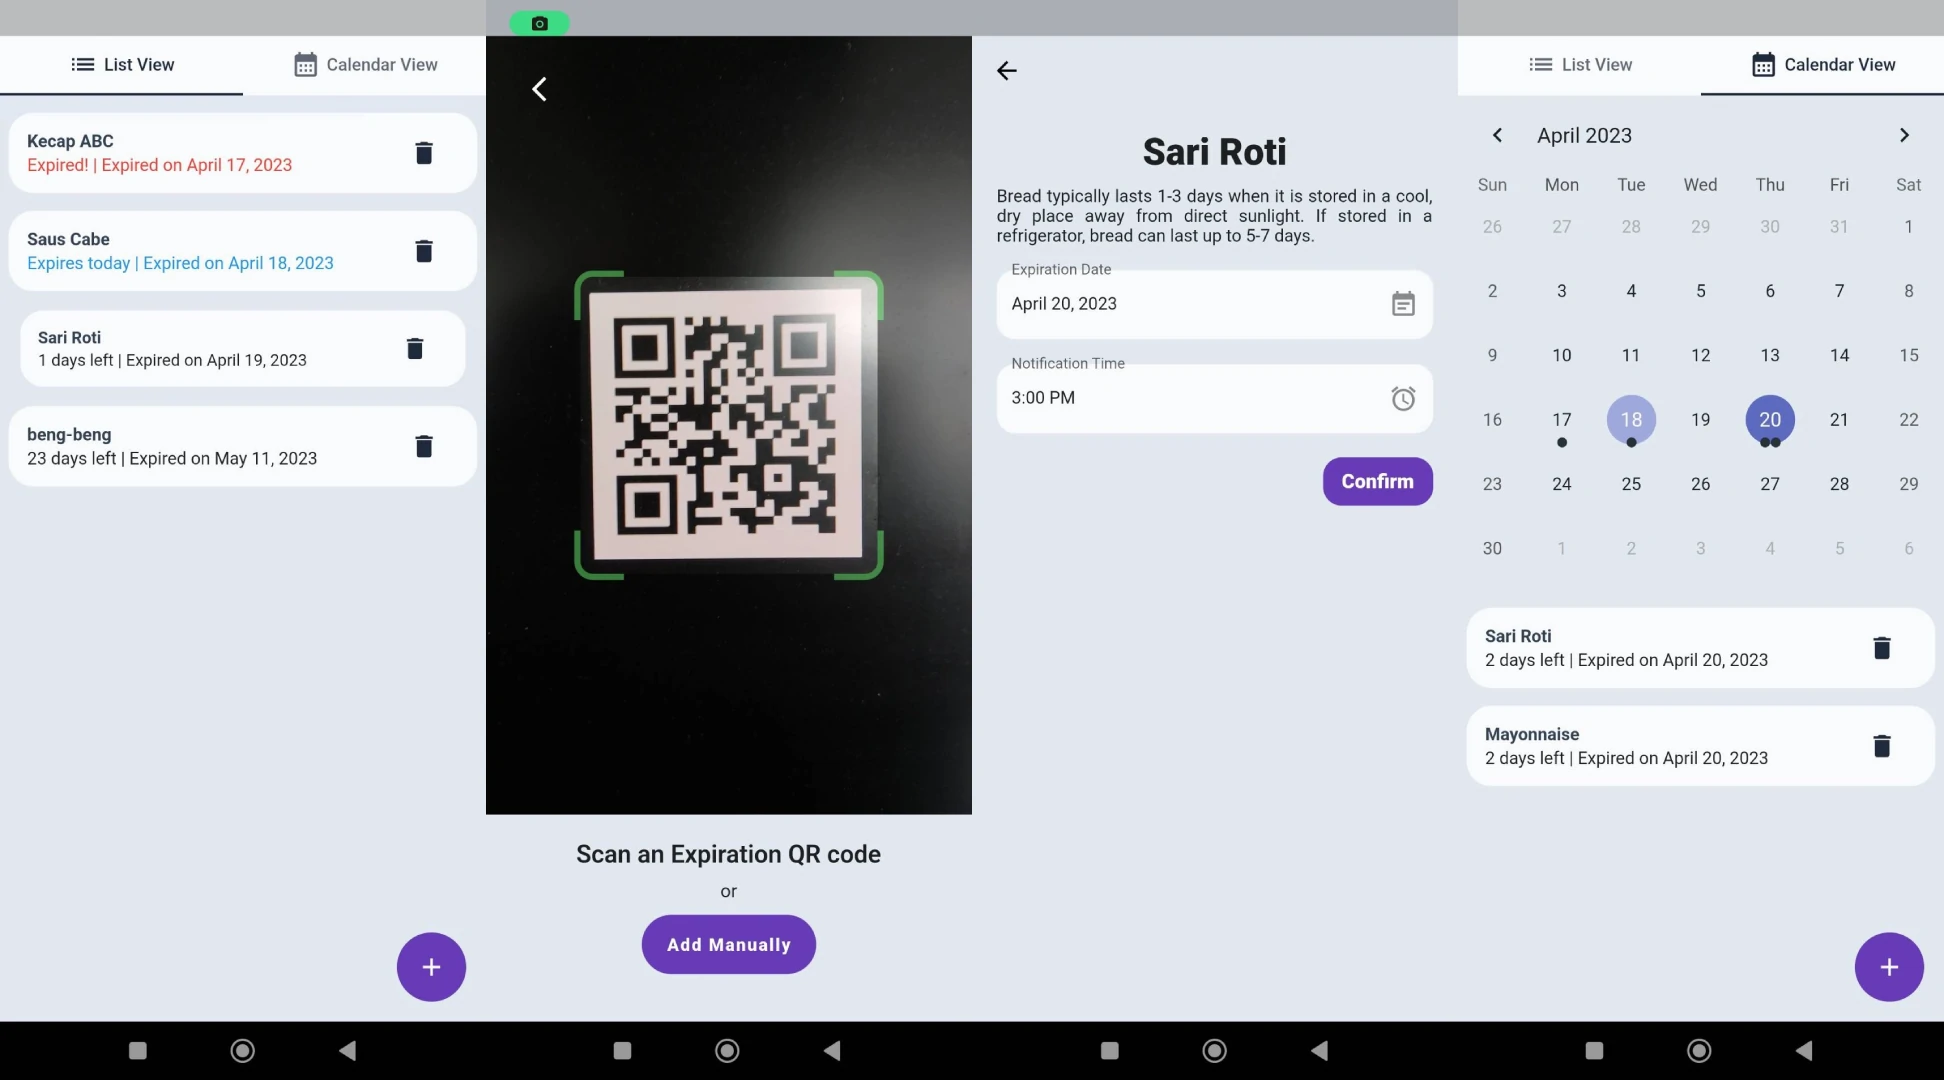 List View
Calendar View
Kecap ABC
Expired! | Expired on April 17, 2023
Saus Cabe
Expires today | Expired on April 18, 2023
Sari Roti
1 days left | Expired on April 19, 2023
beng-beng
23 days left | Expired on May 11, 2023
+
Scan an Expiration QR code
or
Add Manually
Sari Roti
Bread typically lasts 1-3 days when it is stored in a cool,
dry place away from direct sunlight. If stored in a
refrigerator, bread can last up to 5-7 days.
Expiration Date
April 20, 2023
Notification Time
3:00 PM
Confirm
List View
Calendar View
April 2023
Sun Mon Tue Wed Thu Fri Sat
26 27 28 29 30 31 1
2 3 4 5 6 7 8
9 10 11 12 13 14 15
16 17 18 19 20 21 22
23 24 25 26 27 28 29
30 1 2 3 4 5 6
Sari Roti
2 days left | Expired on April 20, 2023
Mayonnaise
2 days left | Expired on April 20, 2023
+